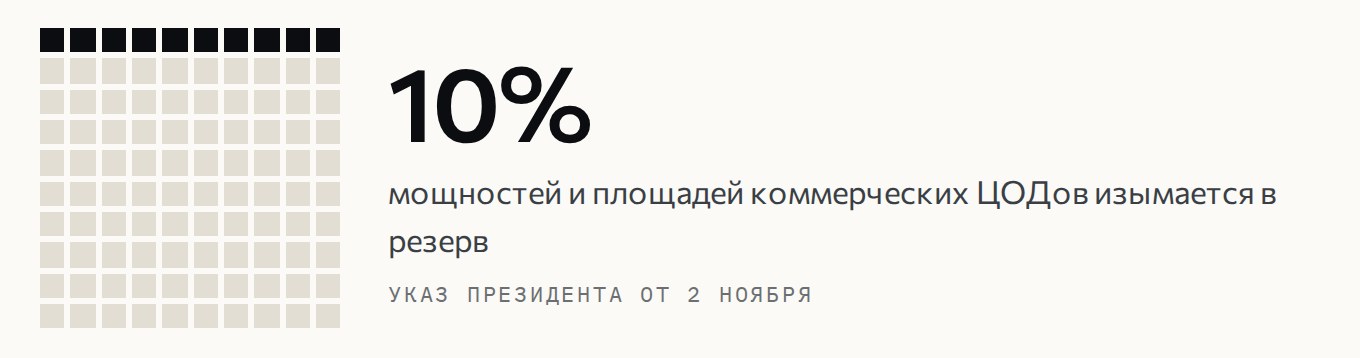 10%
мощностей и площадей коммерческих ЦОДов изымается в
резерв
УКАЗ ПРЕЗИДЕНТА ОТ 2 НОЯБРЯ